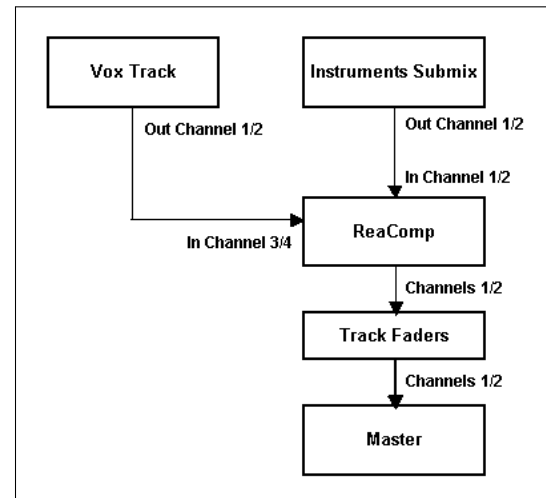 Vox Track
Instruments Submix
Out Channel 1/2
Out Channel 1/2
In Channel 1/2
In Channel 3/4
ReaComp
Channels 1/2
Track Faders
Channels 1/2
Master